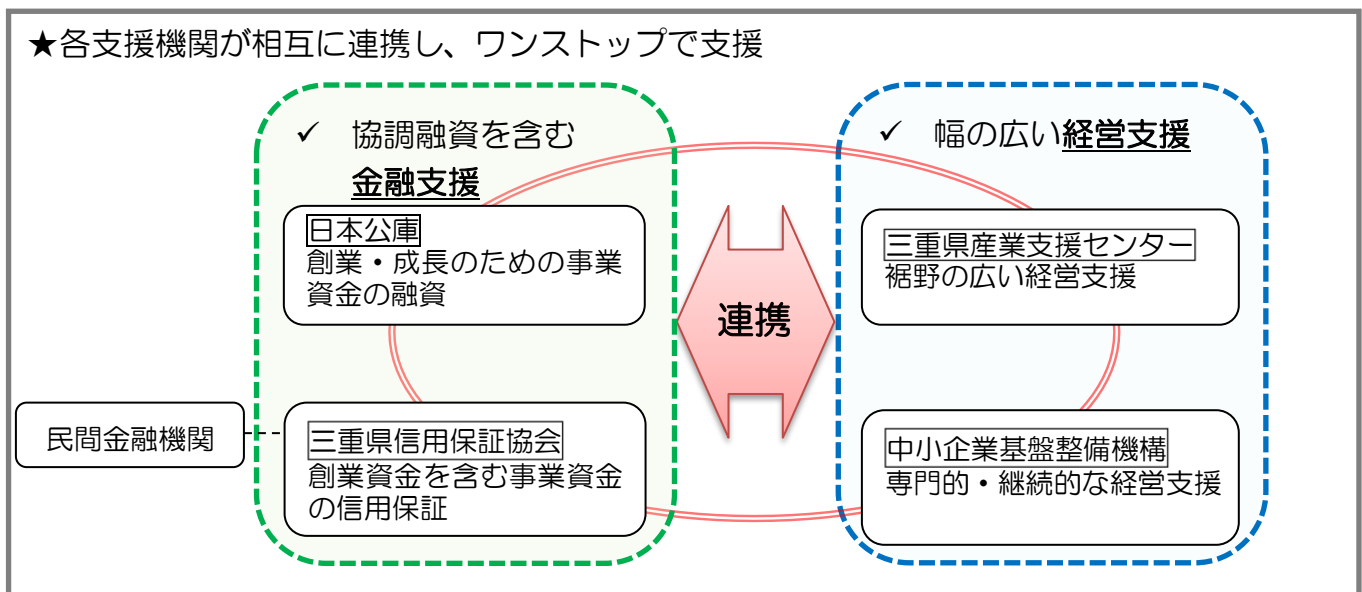 ★各支援機関が相互に連携し、ワンストップで支援
✓ 協調融資を含む
金融支援
日本公庫
創業・成長のための事業
資金の融資
民間金融機関
三重県信用保証協会
創業資金を含む事業資金
の信用保証
連携
✓ 幅の広い経営支援
三重県産業支援センター
裾野の広い経営支援
中小企業基盤整備機構
専門的・継続的な経営支援